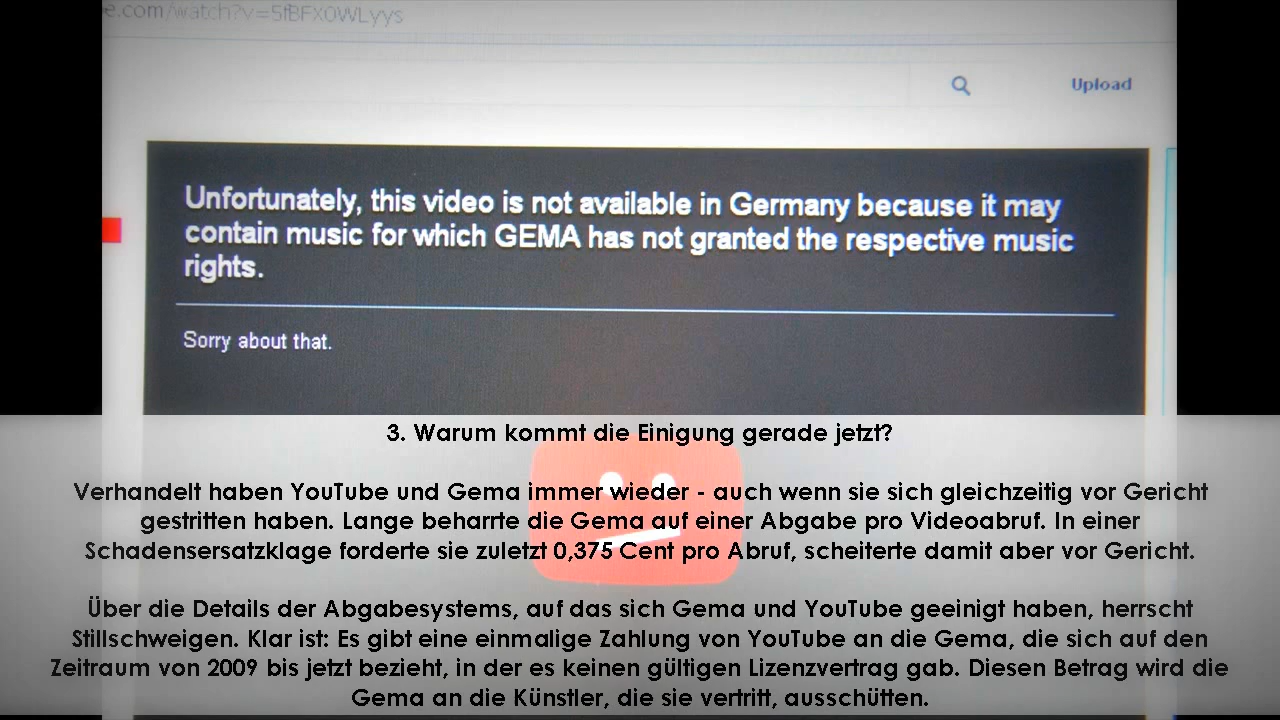 e.com/watch?v=5fBFX0WLyys
Upload
Unfortunately, this video is not available in Germany because it may
contain music for which GEMA has not granted the respective music
rights.
Sorry about that.
3. Warum kommt die Einigung gerade jetzt?
Verhandelt haben YouTube und Gema immer wieder - auch wenn sie sich gleichzeitig vor Gericht
gestritten haben. Lange beharrte die Gema auf einer Abgabe pro Videoabruf. In einer
Schadensersatzklage forderte sie zuletzt 0,375 Cent pro Abruf, scheiterte damit aber vor Gericht.
Über die Details der Abgabesystems, auf das sich Gema und YouTube geeinigt haben, herrscht
Stillschweigen. Klar ist: Es gibt eine einmalige Zahlung von YouTube an die Gema, die sich auf den
Zeitraum von 2009 bis jetzt bezieht, in der es keinen gültigen Lizenzvertrag gab. Diesen Betrag wird die
Gema an die Künstler, die sie vertritt, ausschütten.